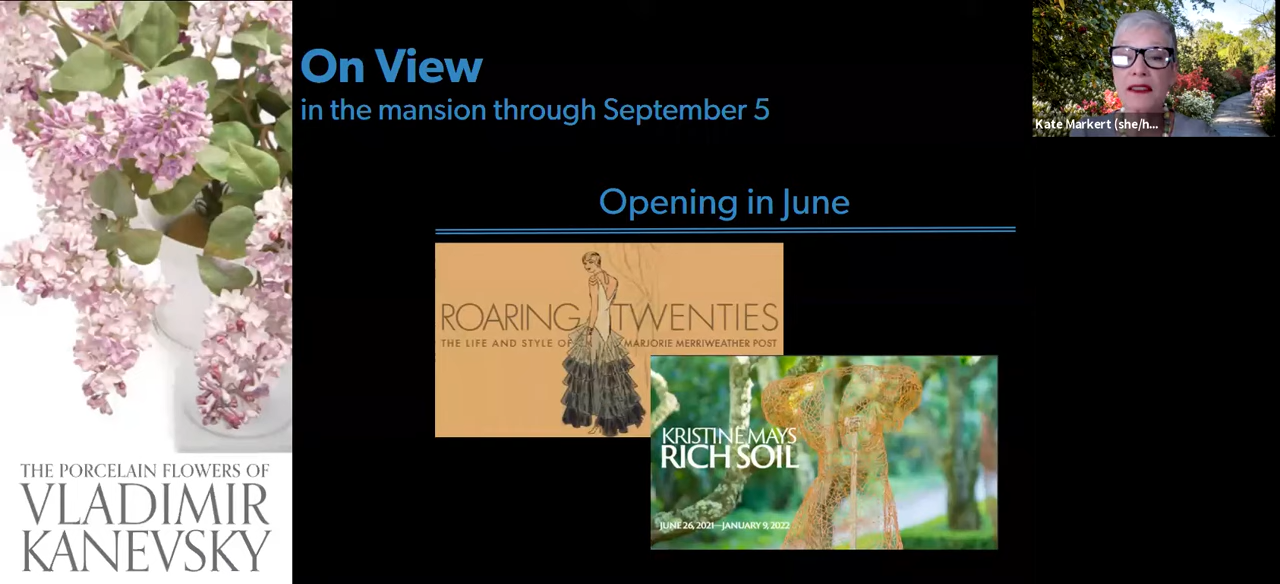 On View
in the mansion through September 5
Kate Markert (she/h...
Opening in June
ROARING TWENTIES
THE LIFE AND STYLE OF MARJORIE MERRIWEATHER POST
KRISTINE MAYS
RICH SOIL
JUNE 26, 2021—JANUARY 9, 2022
THE PORCELAIN FLOWERS OF
VLADIMIR
KANEVSKY